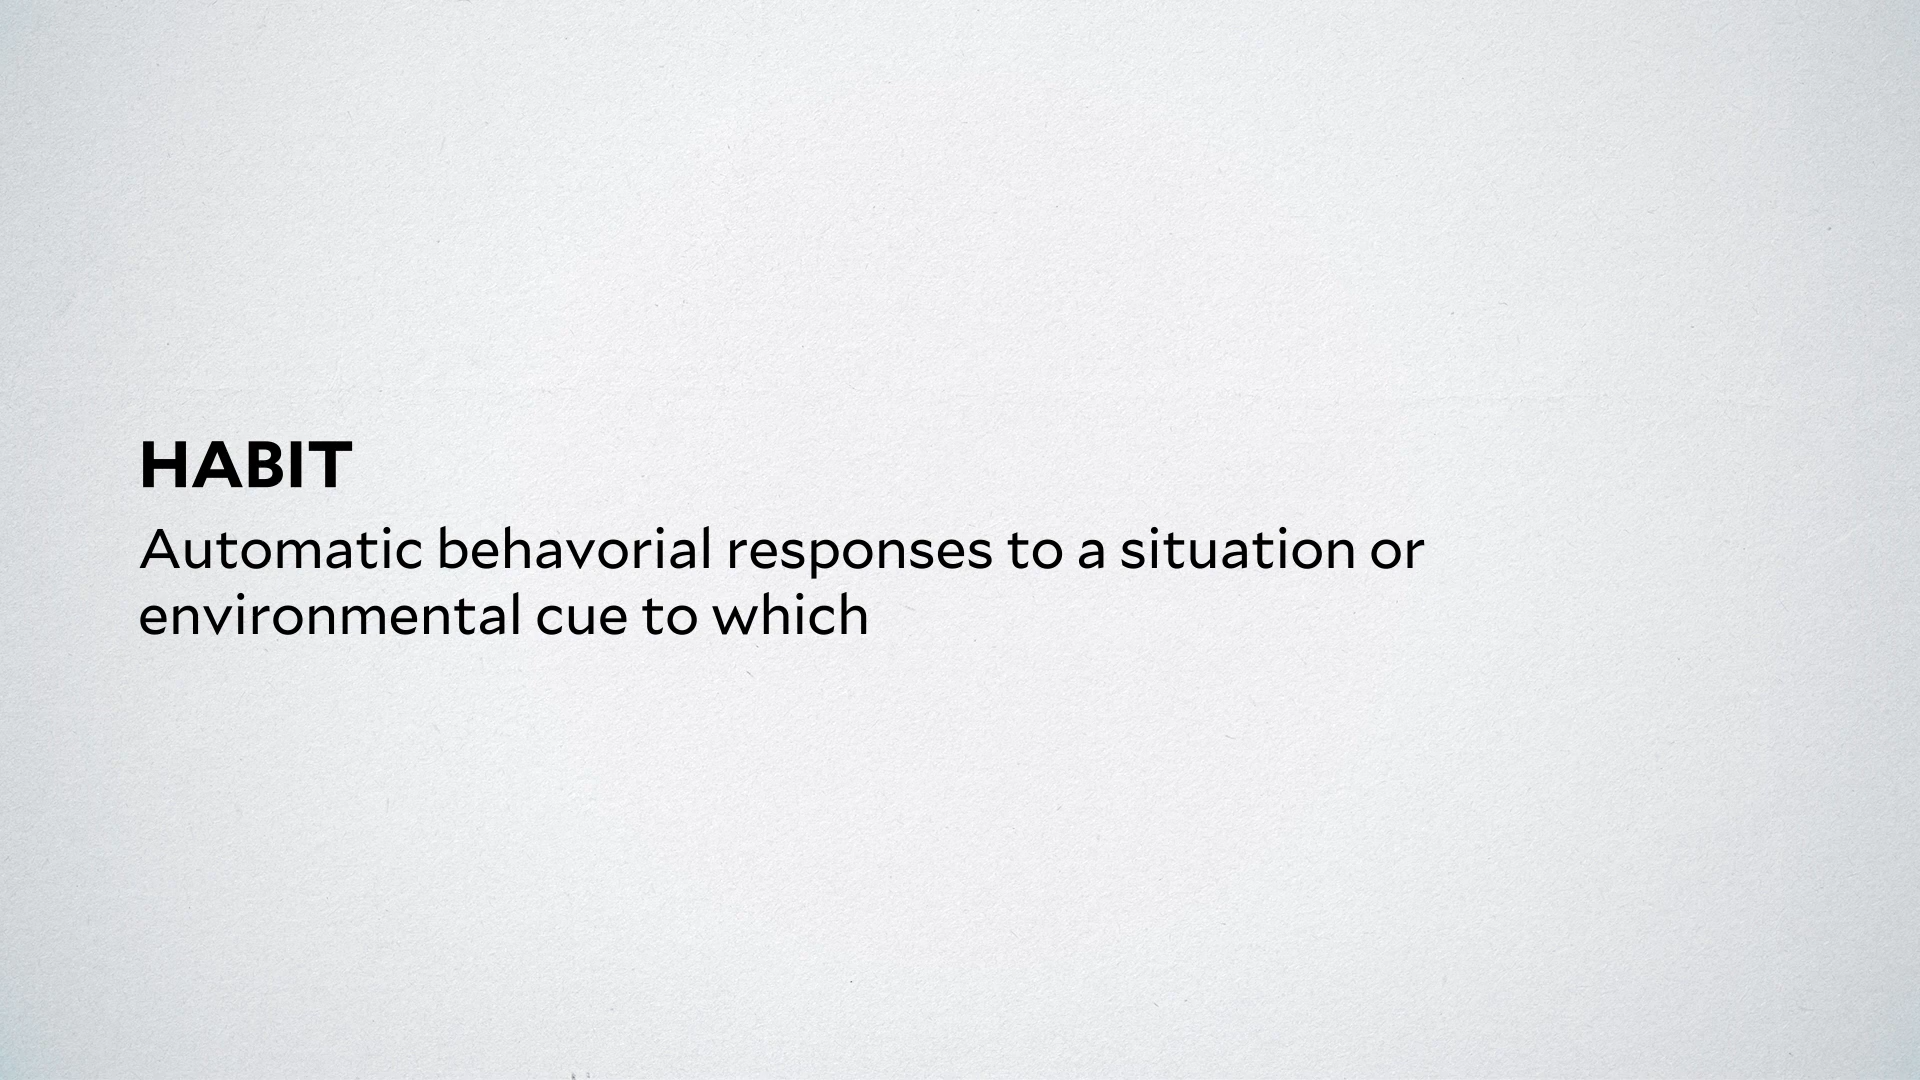 HABIT
Automatic behavorial responses to a situation or
environmental cue to which